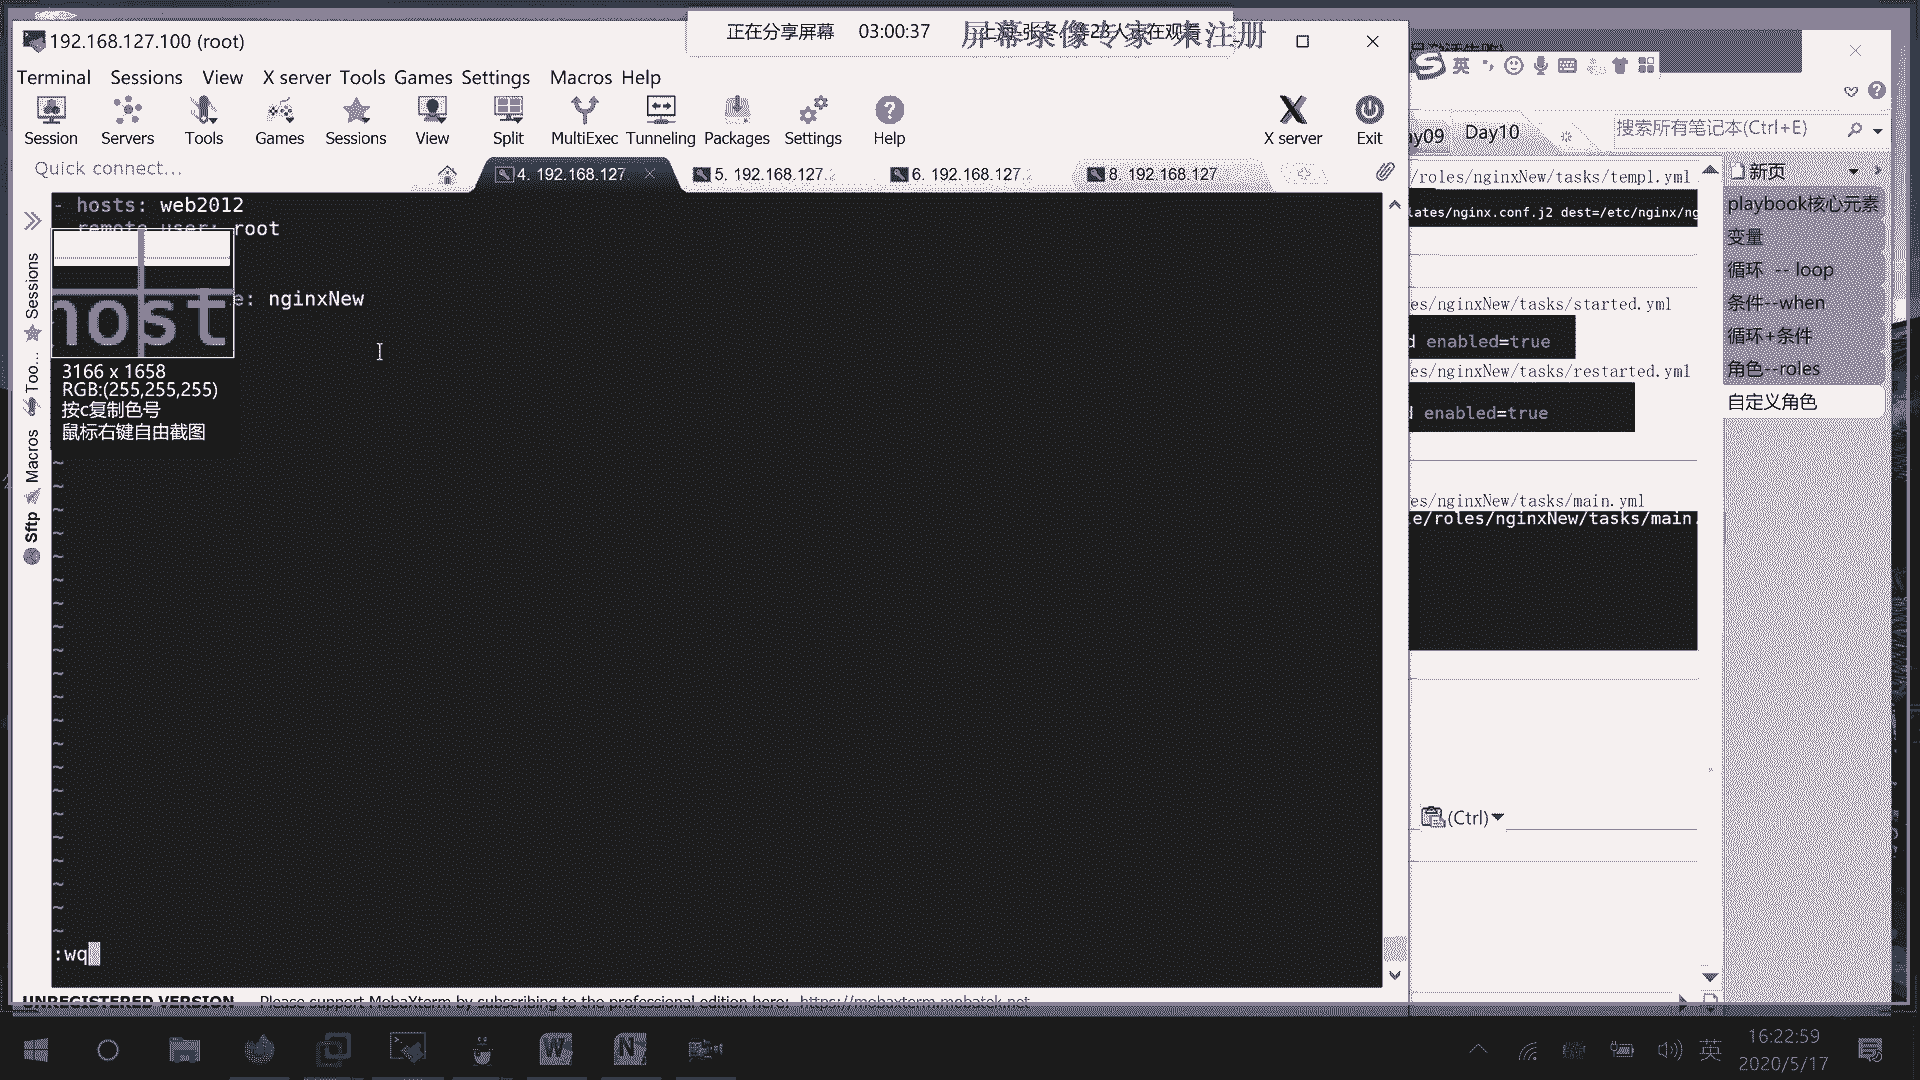 192.168.127.100 (root)
正在分享屏幕 03:00:37
屏幕录像专家 未注册
Terminal Sessions View X server Tools Games Settings Macros Help
Session Servers Tools Games Sessions View Split MultiExec Tunneling Packages Settings Help X server Exit
Quick connect...
4. 192.168.127
5. 192.168.127.
6. 192.168.127.
8. 192.168.127
- hosts: web2012
remote_user: root
e: nginxNew
host
3166 x 1658
RGB:(255,255,255)
按c复制色号
鼠标右键自由截图
:wq
Sessions
Too...
Macros
Sftp
UNREGISTERED VERSION Please support MobaXterm by subscribing to the professional edition here: https://mobaxterm.mobatek.net
英
ay09 Day10
搜索所有笔记本(Ctrl+E)
/roles/nginxNew/tasks/templ.yml
lates/nginx.conf.j2 dest=/etc/nginx/ng
es/nginxNew/tasks/started.yml
d enabled=true
es/nginxNew/tasks/restarted.yml
d enabled=true
es/nginxNew/tasks/main.yml
e/roles/nginxNew/tasks/main.
(Ctrl)
新页
playbook核心元素
变量
循环 -- loop
条件--when
循环+条件
角色--roles
自定义角色
英
16:22:59
2020/5/17